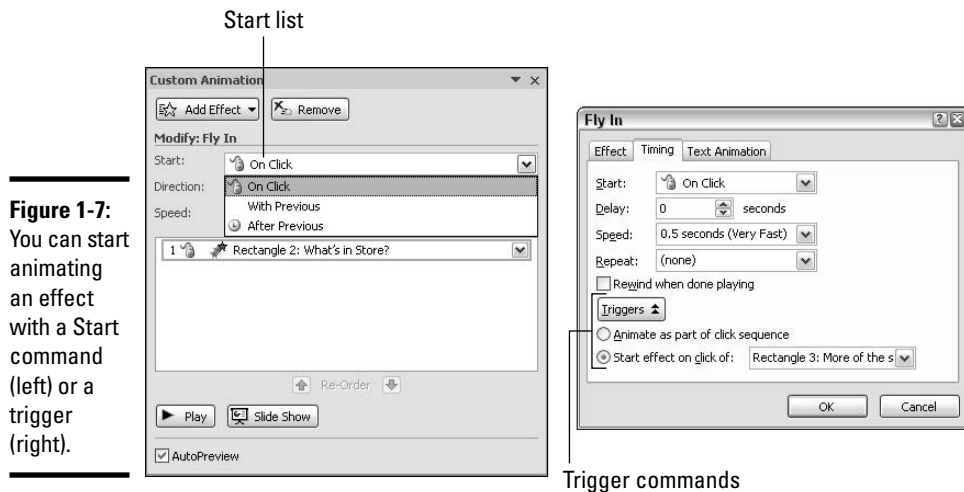 Start list
Custom Animation
Add Effect
Remove
Modify: Fly In
Start:
On Click
Direction:
On Click
With Previous
Speed:
After Previous
1
Rectangle 2: What's in Store?
Re-Order
Play
Slide Show
AutoPreview
Fly In
Effect
Timing
Text Animation
Start:
On Click
Delay:
0
seconds
Speed:
0.5 seconds (Very Fast)
Repeat:
(none)
Rewind when done playing
Triggers
Animate as part of click sequence
Start effect on click of:
Rectangle 3: More of the s
OK
Cancel
Trigger commands
Figure 1-7:
You can start
animating
an effect
with a Start
command
(left) or a
trigger
(right).